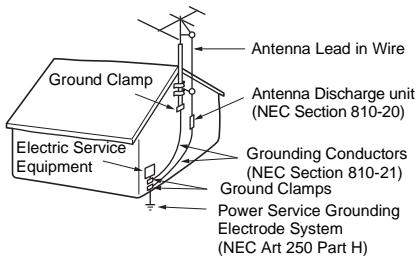 Antenna Lead in Wire
Ground Clamp
Antenna Discharge unit
(NEC Section 810-20)
Electric Service
Equipment
Grounding Conductors
(NEC Section 810-21)
Ground Clamps
Power Service Grounding
Electrode System
(NEC Art 250 Part H)